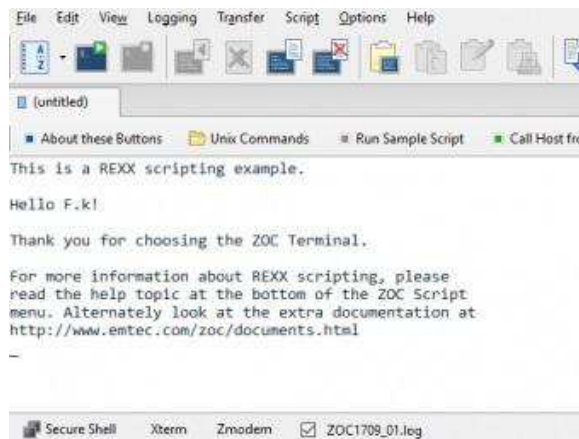 File Edit View Logging Transfer Script Options Help
A
Z
(untitled)
About these Buttons Unix Commands Run Sample Script Call Host fro
This is a REXX scripting example.
Hello F.k!
Thank you for choosing the ZOC Terminal.
For more information about REXX scripting, please
read the help topic at the bottom of the ZOC Script
menu. Alternately look at the extra documentation at
http://www.emtec.com/zoc/documents.html
Secure Shell Xterm Zmodem ZOC1709_01.log